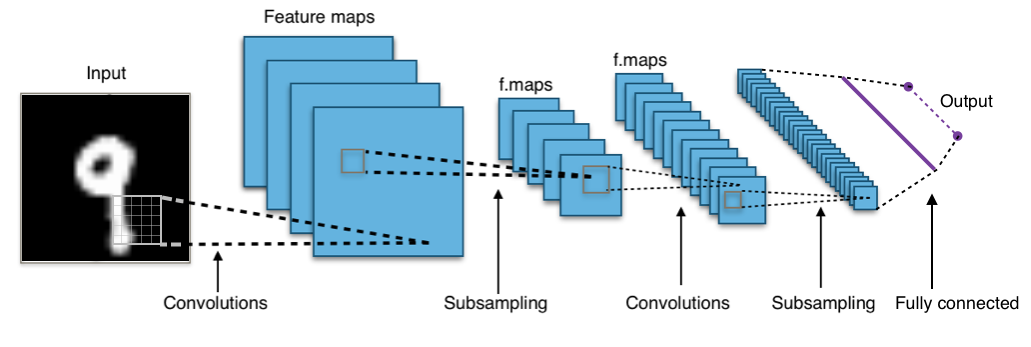 Feature maps
f.maps
f.maps
Input
Output
Convolutions
Subsampling
Convolutions
Subsampling
Fully connected